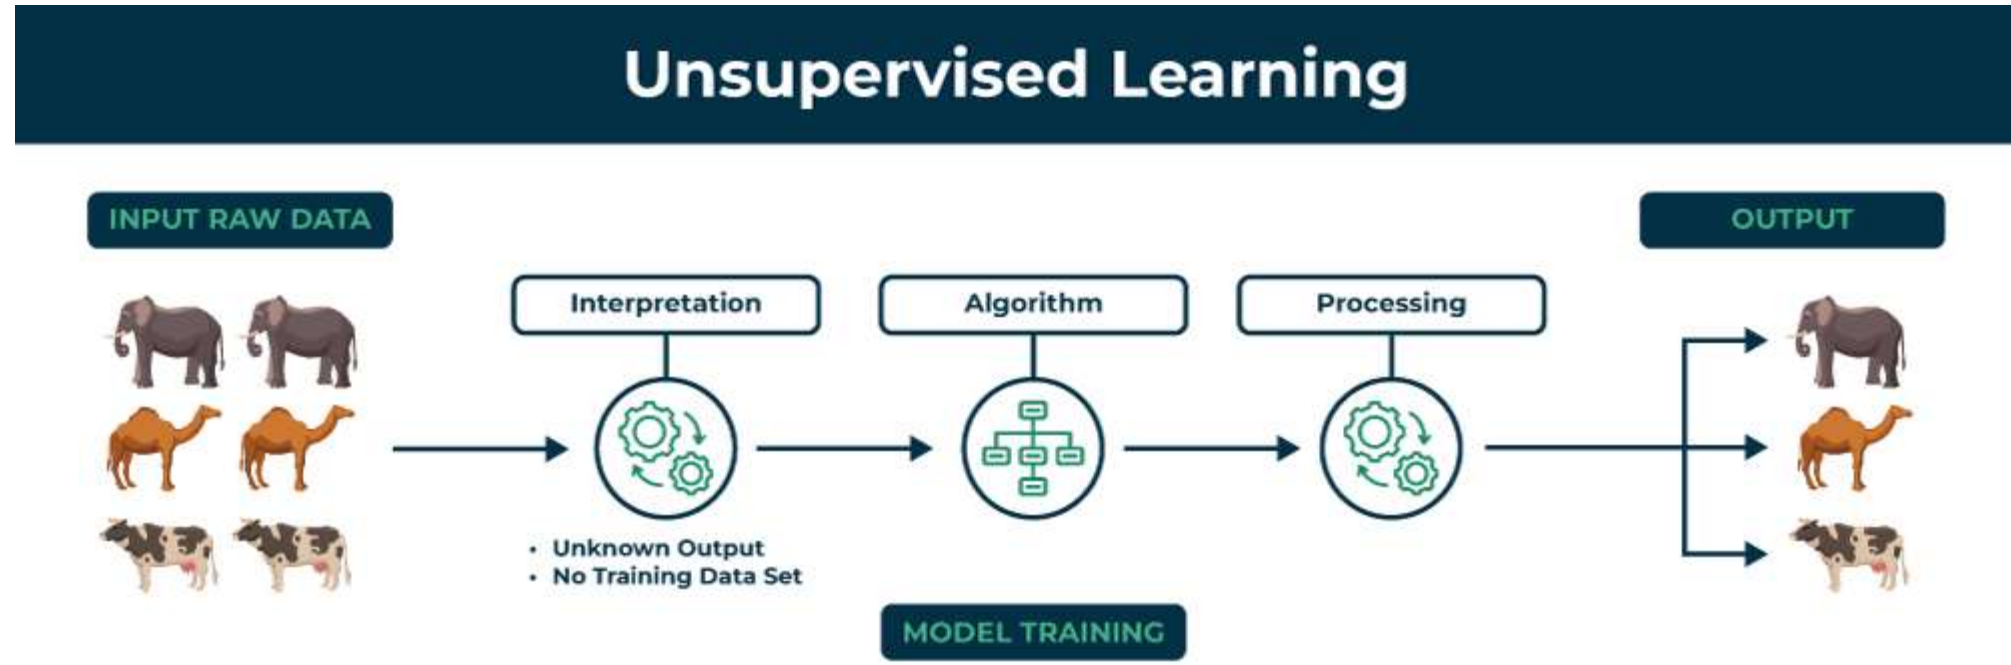 Unsupervised Learning
INPUT RAW DATA
OUTPUT
Interpretation
Algorithm
Processing
• Unknown Output
• No Training Data Set
MODEL TRAINING